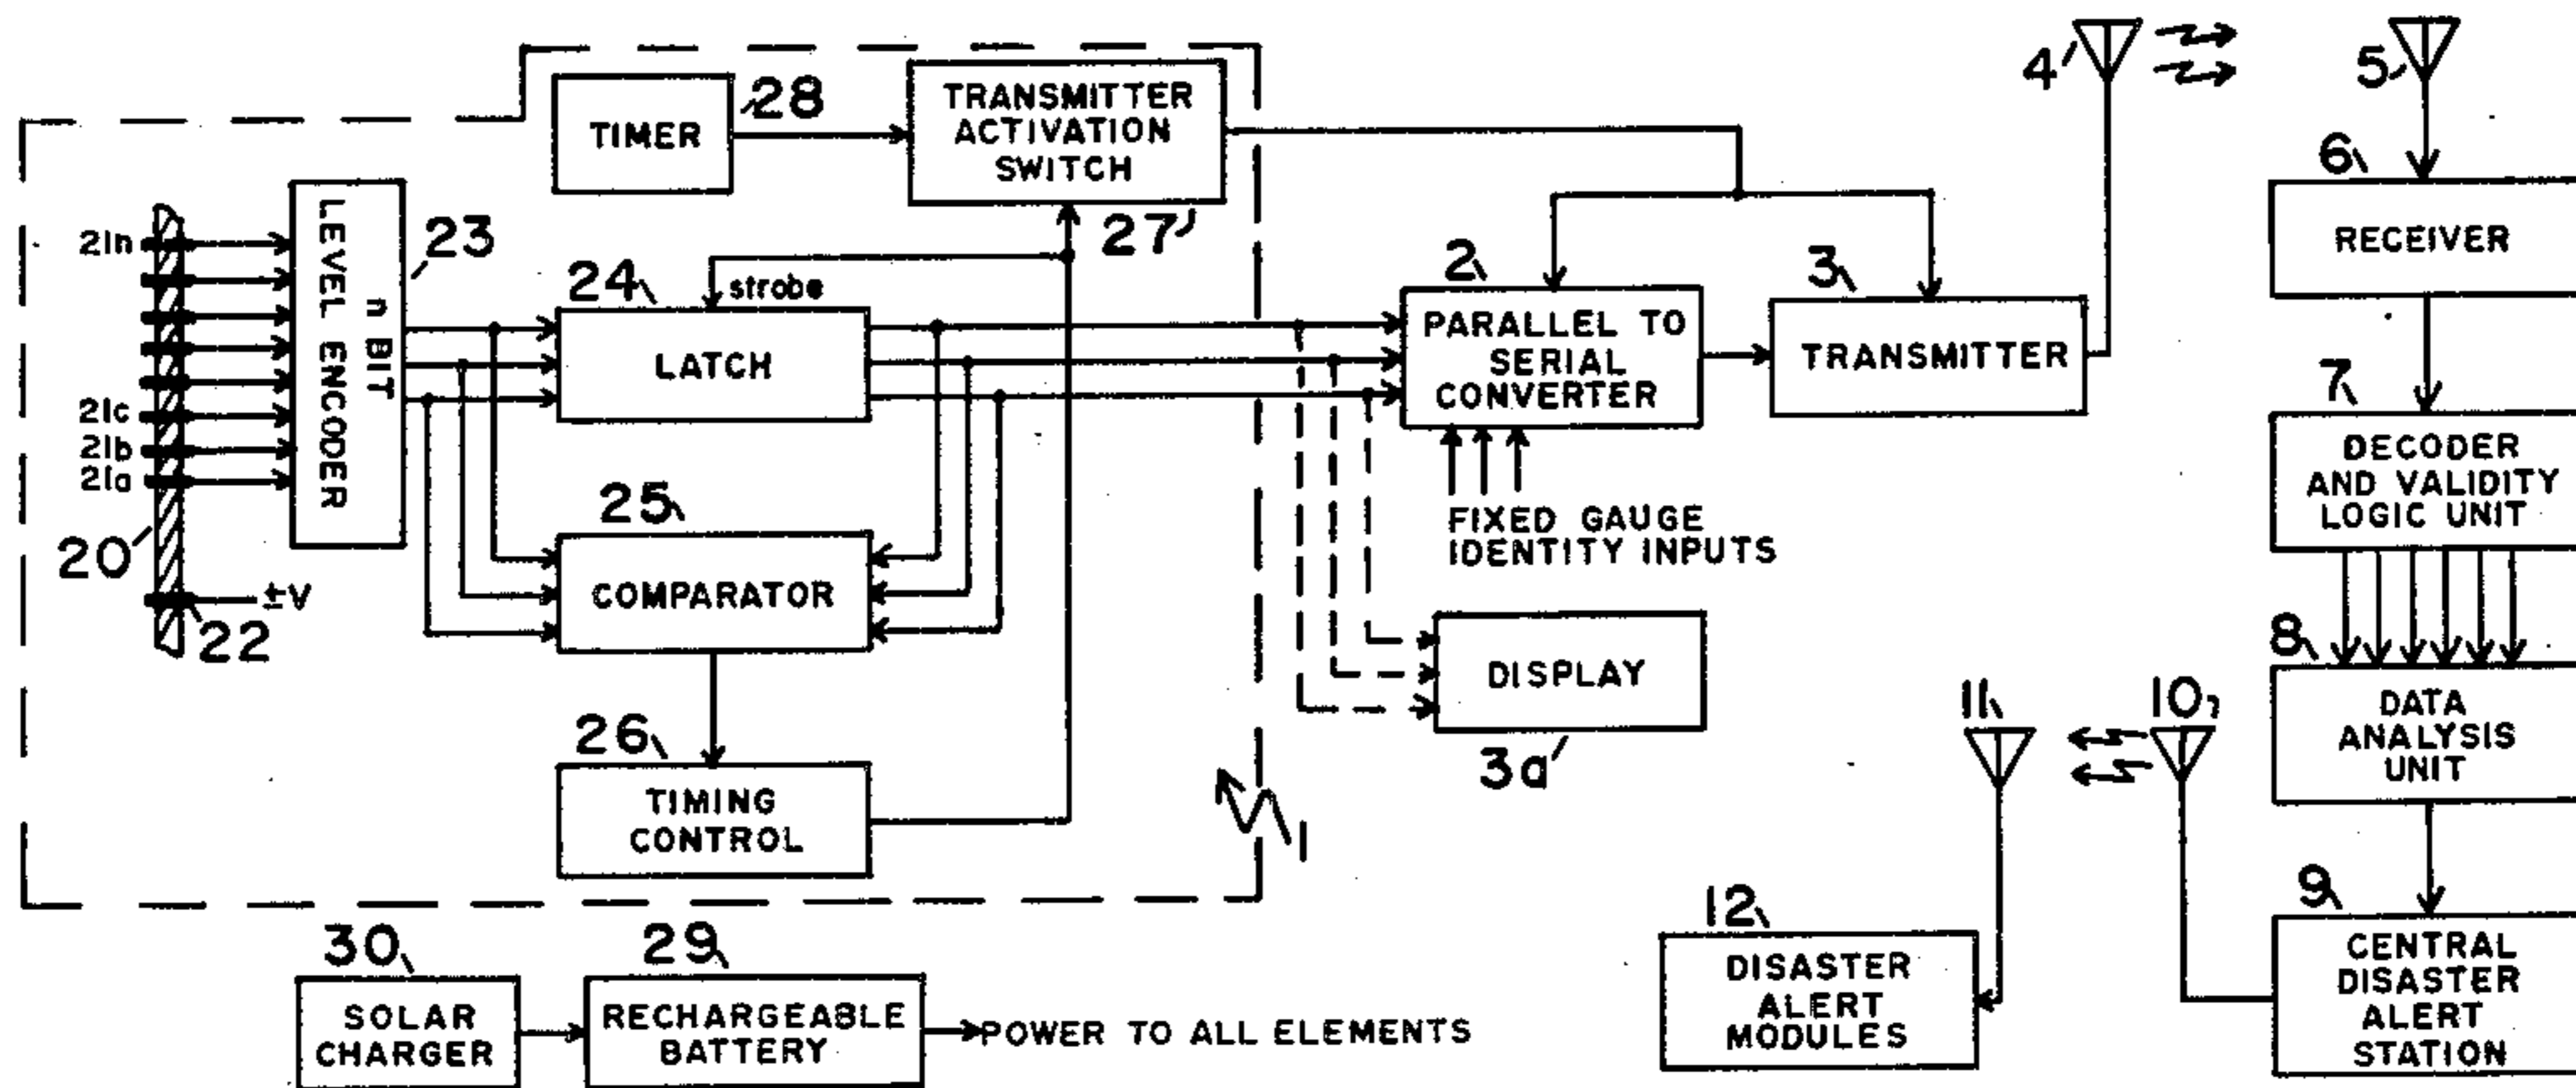 4
5
TIMER
28
TRANSMITTER
ACTIVATION
SWITCH
27
6
RECEIVER
21n
21c
21b
21a
20
22
±V
LEVEL ENCODER
n BIT
23
24
strobe
LATCH
25
COMPARATOR
26
TIMING
CONTROL
1
2
PARALLEL TO
SERIAL
CONVERTER
FIXED GAUGE
IDENTITY INPUTS
3
TRANSMITTER
DISPLAY
3a
7
DECODER
AND VALIDITY
LOGIC UNIT
8
DATA
ANALYSIS
UNIT
11
10
9
CENTRAL
DISASTER
ALERT
STATION
12
DISASTER
ALERT
MODULES
30
SOLAR
CHARGER
29
RECHARGEABLE
BATTERY
POWER TO ALL ELEMENTS